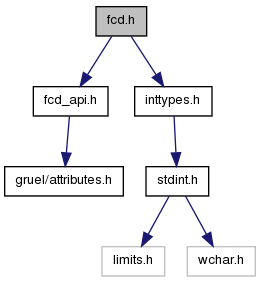 fcd.h
fcd_api.h
inttypes.h
gruel/attributes.h
stdint.h
limits.h
wchar.h